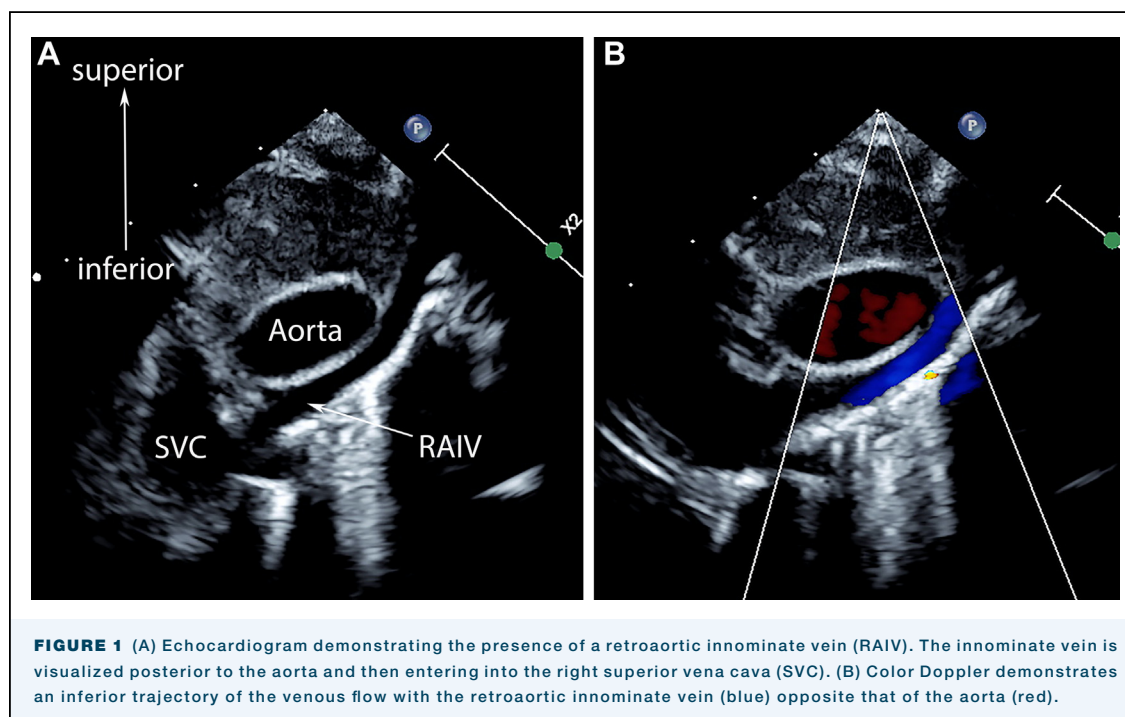 A
superior
inferior
Aorta
SVC
RAIV
P
X2
B
P
FIGURE 1 (A) Echocardiogram demonstrating the presence of a retroaortic innominate vein (RAIV). The innominate vein is
visualized posterior to the aorta and then entering into the right superior vena cava (SVC). (B) Color Doppler demonstrates
an inferior trajectory of the venous flow with the retroaortic innominate vein (blue) opposite that of the aorta (red).